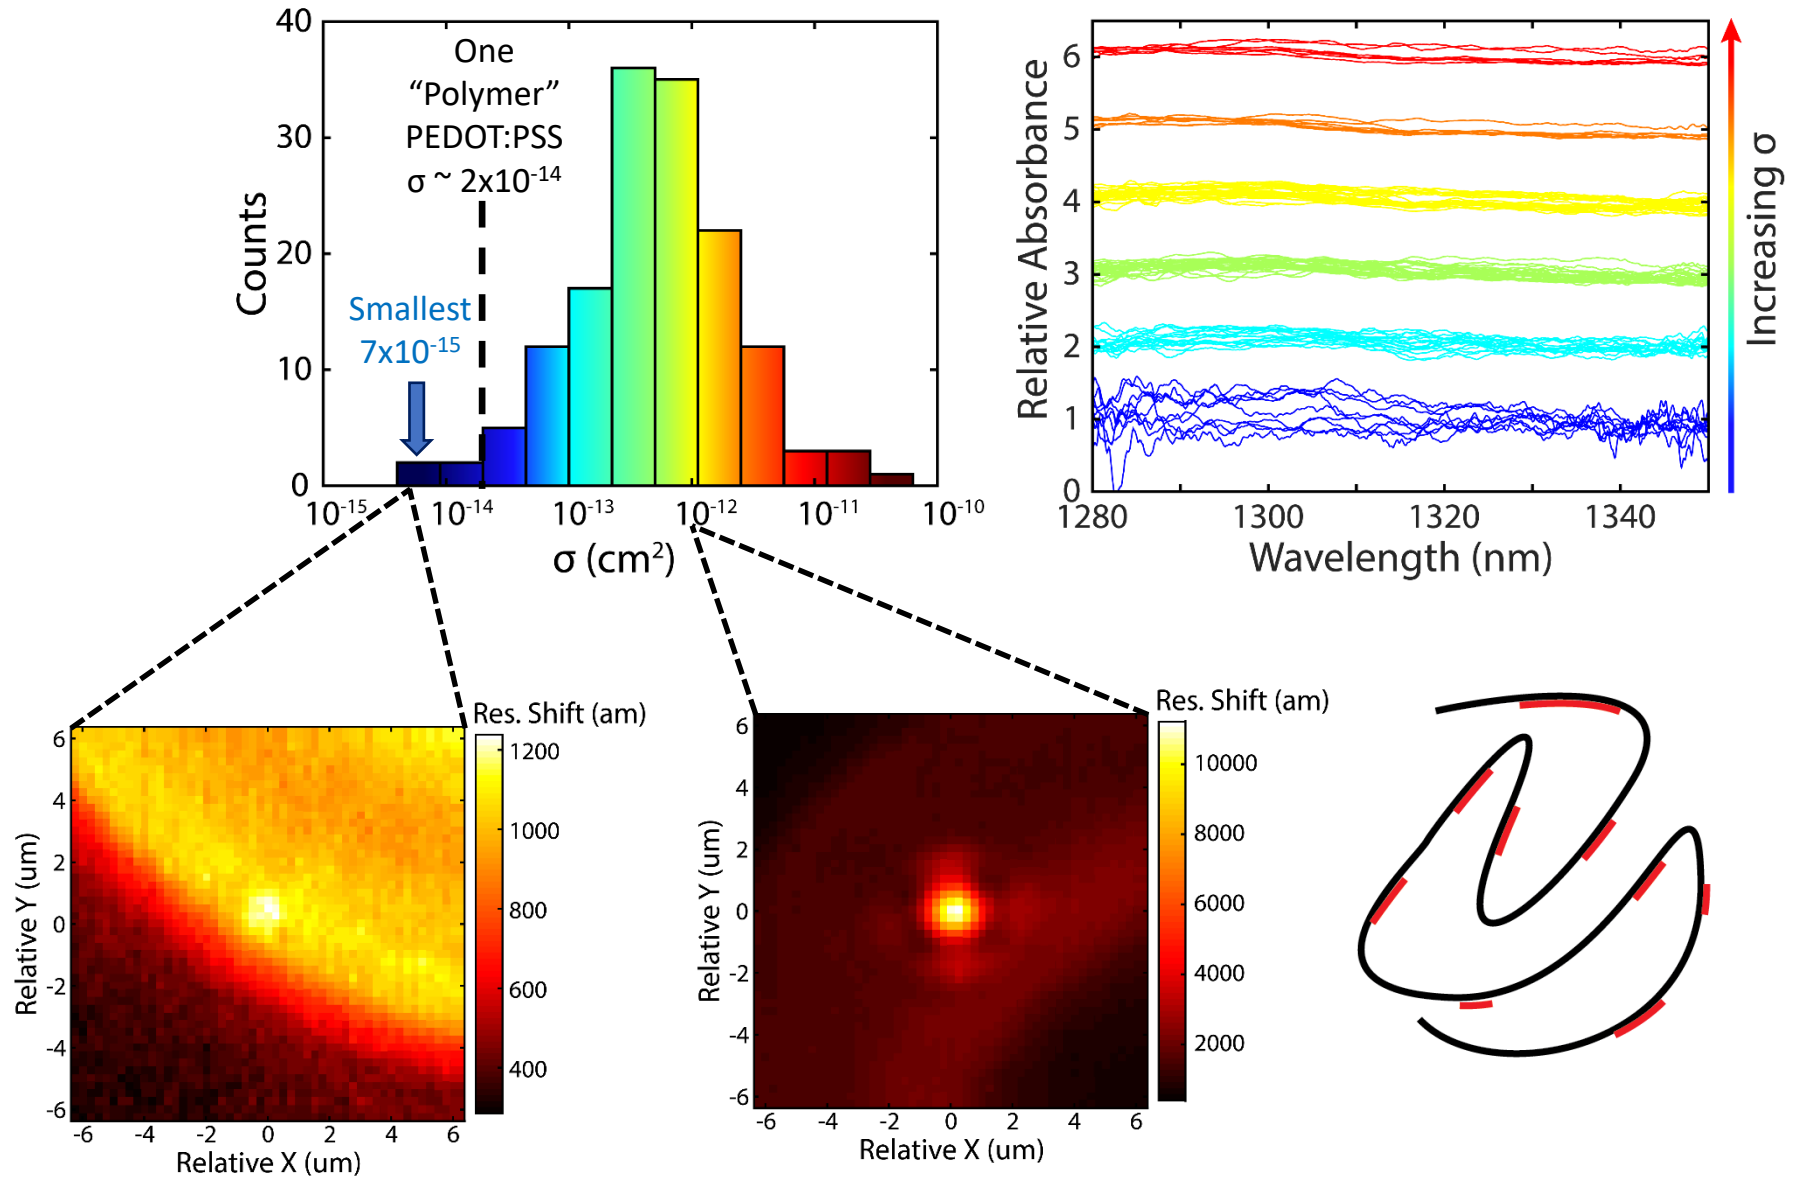 40
30
20
10
0
Counts
One
“Polymer”
PEDOT:PSS
σ ~ 2x10⁻¹⁴
Smallest
7x10⁻¹⁵
10⁻¹⁵ 10⁻¹⁴ 10⁻¹³ 10⁻¹² 10⁻¹¹ 10⁻¹⁰
σ (cm²)
6
5
4
3
2
1
0
Relative Absorbance
1280 1300 1320 1340
Wavelength (nm)
Increasing σ
Res. Shift (am)
1200
1000
800
600
400
6
4
2
0
-2
-4
-6
Relative Y (um)
-6 -4 -2 0 2 4 6
Relative X (um)
Res. Shift (am)
10000
8000
6000
4000
2000
6
4
2
0
-2
-4
-6
Relative Y (um)
-6 -4 -2 0 2 4 6
Relative X (um)